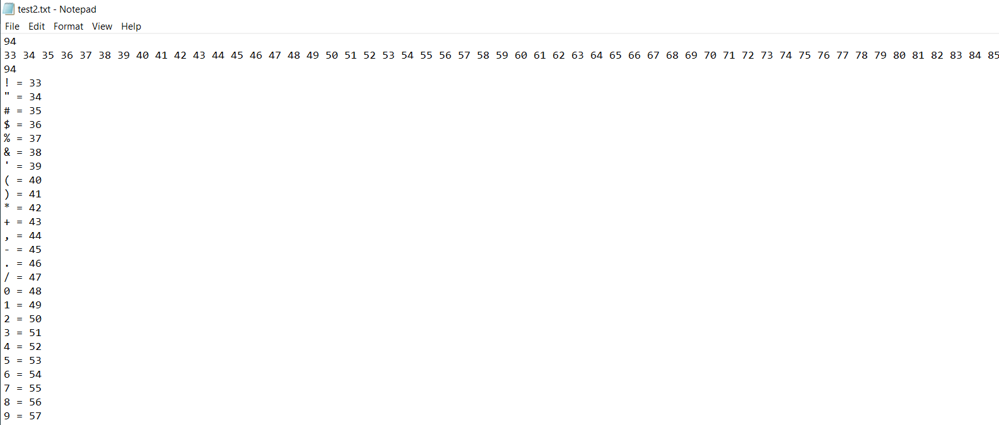 test2.txt - Notepad
File Edit Format View Help
94
33 34 35 36 37 38 39 40 41 42 43 44 45 46 47 48 49 50 51 52 53 54 55 56 57 58 59 60 61 62 63 64 65 66 67 68 69 70 71 72 73 74 75 76 77 78 79 80 81 82 83 84 85
94
! = 33
" = 34
# = 35
$ = 36
% = 37
& = 38
' = 39
( = 40
) = 41
* = 42
+ = 43
, = 44
- = 45
. = 46
/ = 47
0 = 48
1 = 49
2 = 50
3 = 51
4 = 52
5 = 53
6 = 54
7 = 55
8 = 56
9 = 57